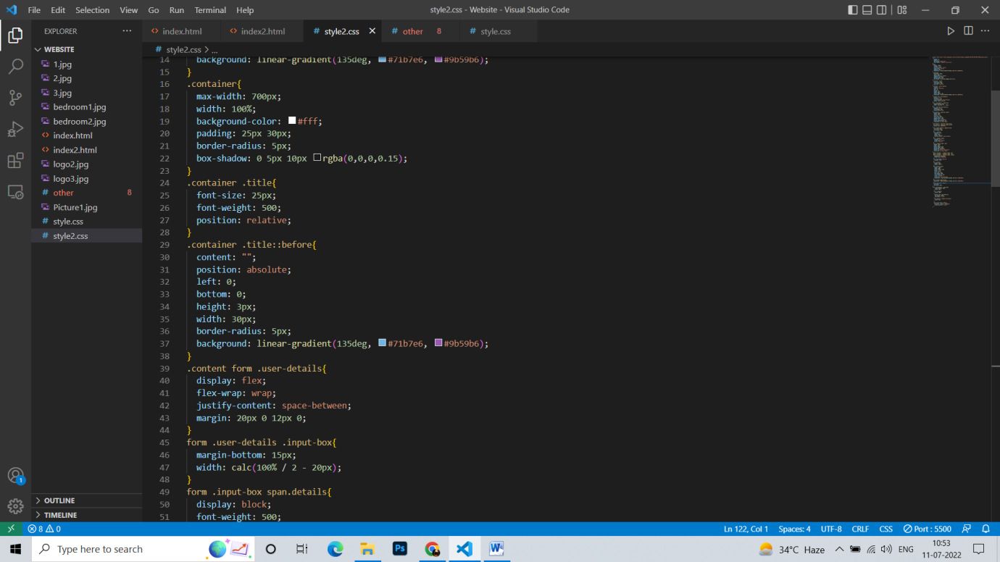 File Edit Selection View Go Run Terminal Help
style2.css - Website - Visual Studio Code
EXPLORER
WEBSITE
1.jpg
2.jpg
3.jpg
bedroom1.jpg
bedroom2.jpg
index.html
index2.html
logo2.jpg
logo3.jpg
other 8
Picture1.jpg
style.css
style2.css
OUTLINE
TIMELINE
index.html index2.html style2.css other 8 style.css
style2.css > ...
14 background: linear-gradient(135deg, #71b7e6, #9b59b6);
15 }
16 .container{
17 max-width: 700px;
18 width: 100%;
19 background-color: #fff;
20 padding: 25px 30px;
21 border-radius: 5px;
22 box-shadow: 0 5px 10px rgba(0,0,0,0.15);
23 }
24 .container .title{
25 font-size: 25px;
26 font-weight: 500;
27 position: relative;
28 }
29 .container .title::before{
30 content: "";
31 position: absolute;
32 left: 0;
33 bottom: 0;
34 height: 3px;
35 width: 30px;
36 border-radius: 5px;
37 background: linear-gradient(135deg, #71b7e6, #9b59b6);
38 }
39 .content form .user-details{
40 display: flex;
41 flex-wrap: wrap;
42 justify-content: space-between;
43 margin: 20px 0 12px 0;
44 }
45 form .user-details .input-box{
46 margin-bottom: 15px;
47 width: calc(100% / 2 - 20px);
48 }
49 form .input-box span.details{
50 display: block;
51 font-weight: 500;
1
8 0
Ln 122, Col 1 Spaces: 4 UTF-8 CRLF CSS Port : 5500
Type here to search
Ps
W
34°C Haze
ENG
10:53
11-07-2022